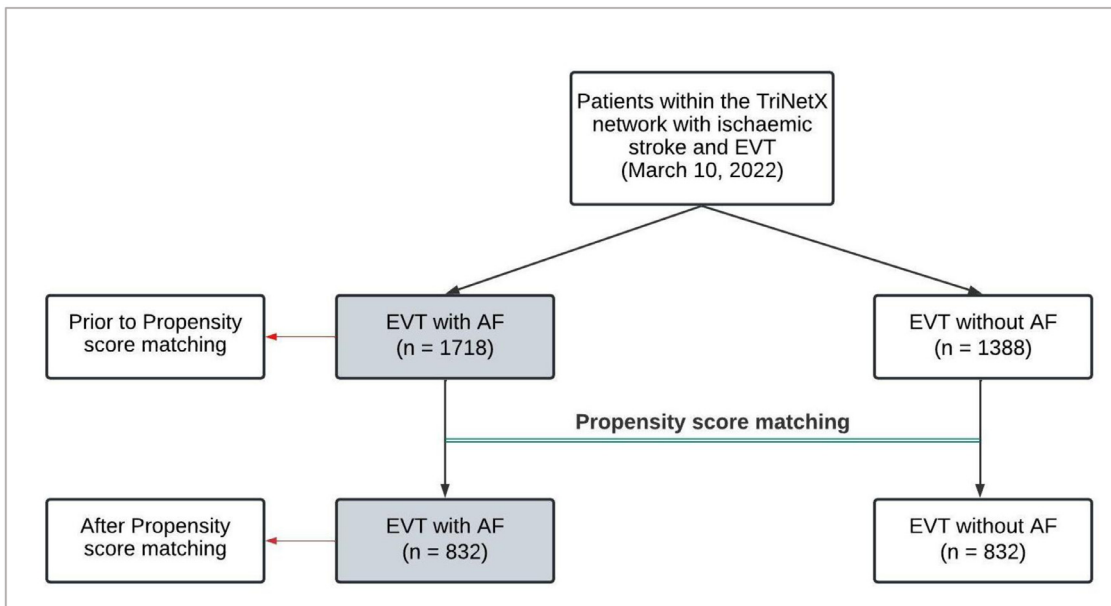 Patients within the TriNetX
network with ischaemic
stroke and EVT
(March 10, 2022)
Prior to Propensity
score matching
EVT with AF
(n = 1718)
EVT without AF
(n = 1388)
Propensity score matching
After Propensity
score matching
EVT with AF
(n = 832)
EVT without AF
(n = 832)